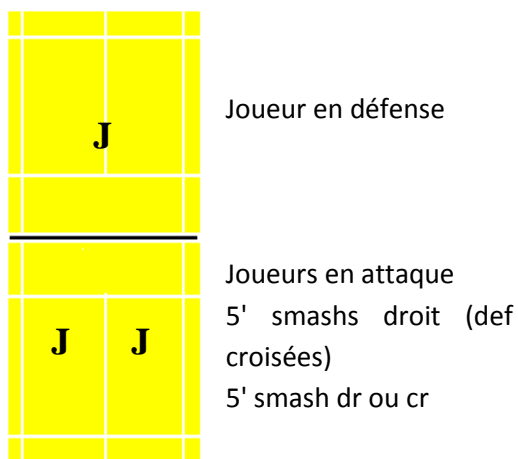 J
Joueur en défense
J J
Joueurs en attaque
5' smashs droit (def
croisées)
5' smash dr ou cr